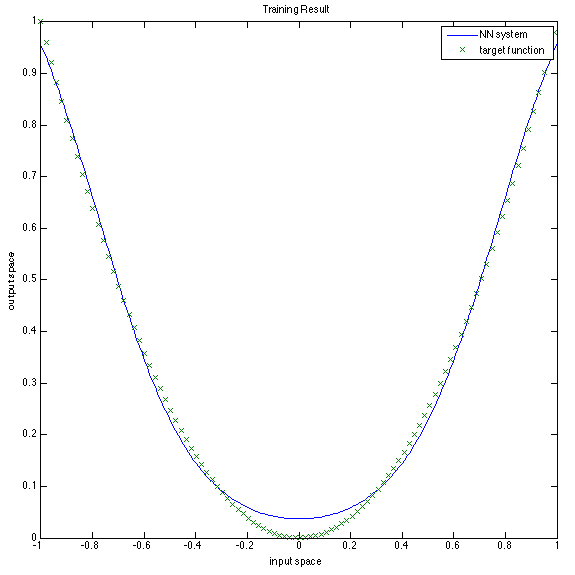 Training Result
NN system
target function
1
0.9
0.8
0.7
0.6
0.5
0.4
0.3
0.2
0.1
0
output space
-1 -0.8 -0.6 -0.4 -0.2 0 0.2 0.4 0.6 0.8 1
input space